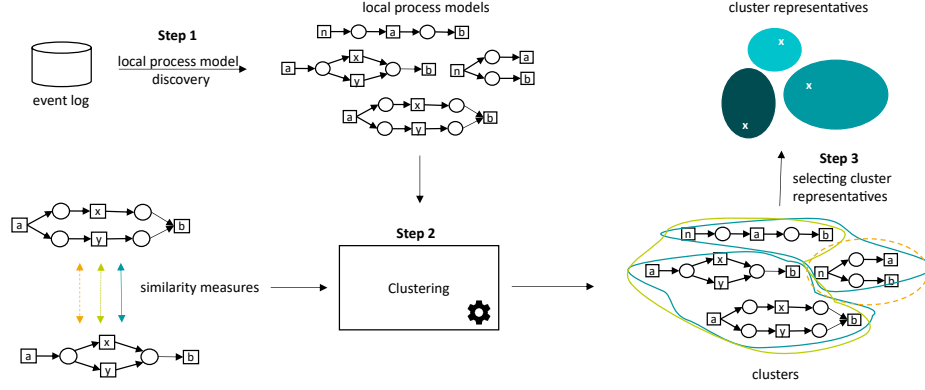 local process models
cluster representatives
Step 1
local process model
discovery
event log
n a b
a x y b
n a b
a x y b
x
x
x
Step 3
selecting cluster
representatives
a x y b
similarity measures
a x y b
Step 2
Clustering
n a b
a x y b
n a b
a x y b
clusters